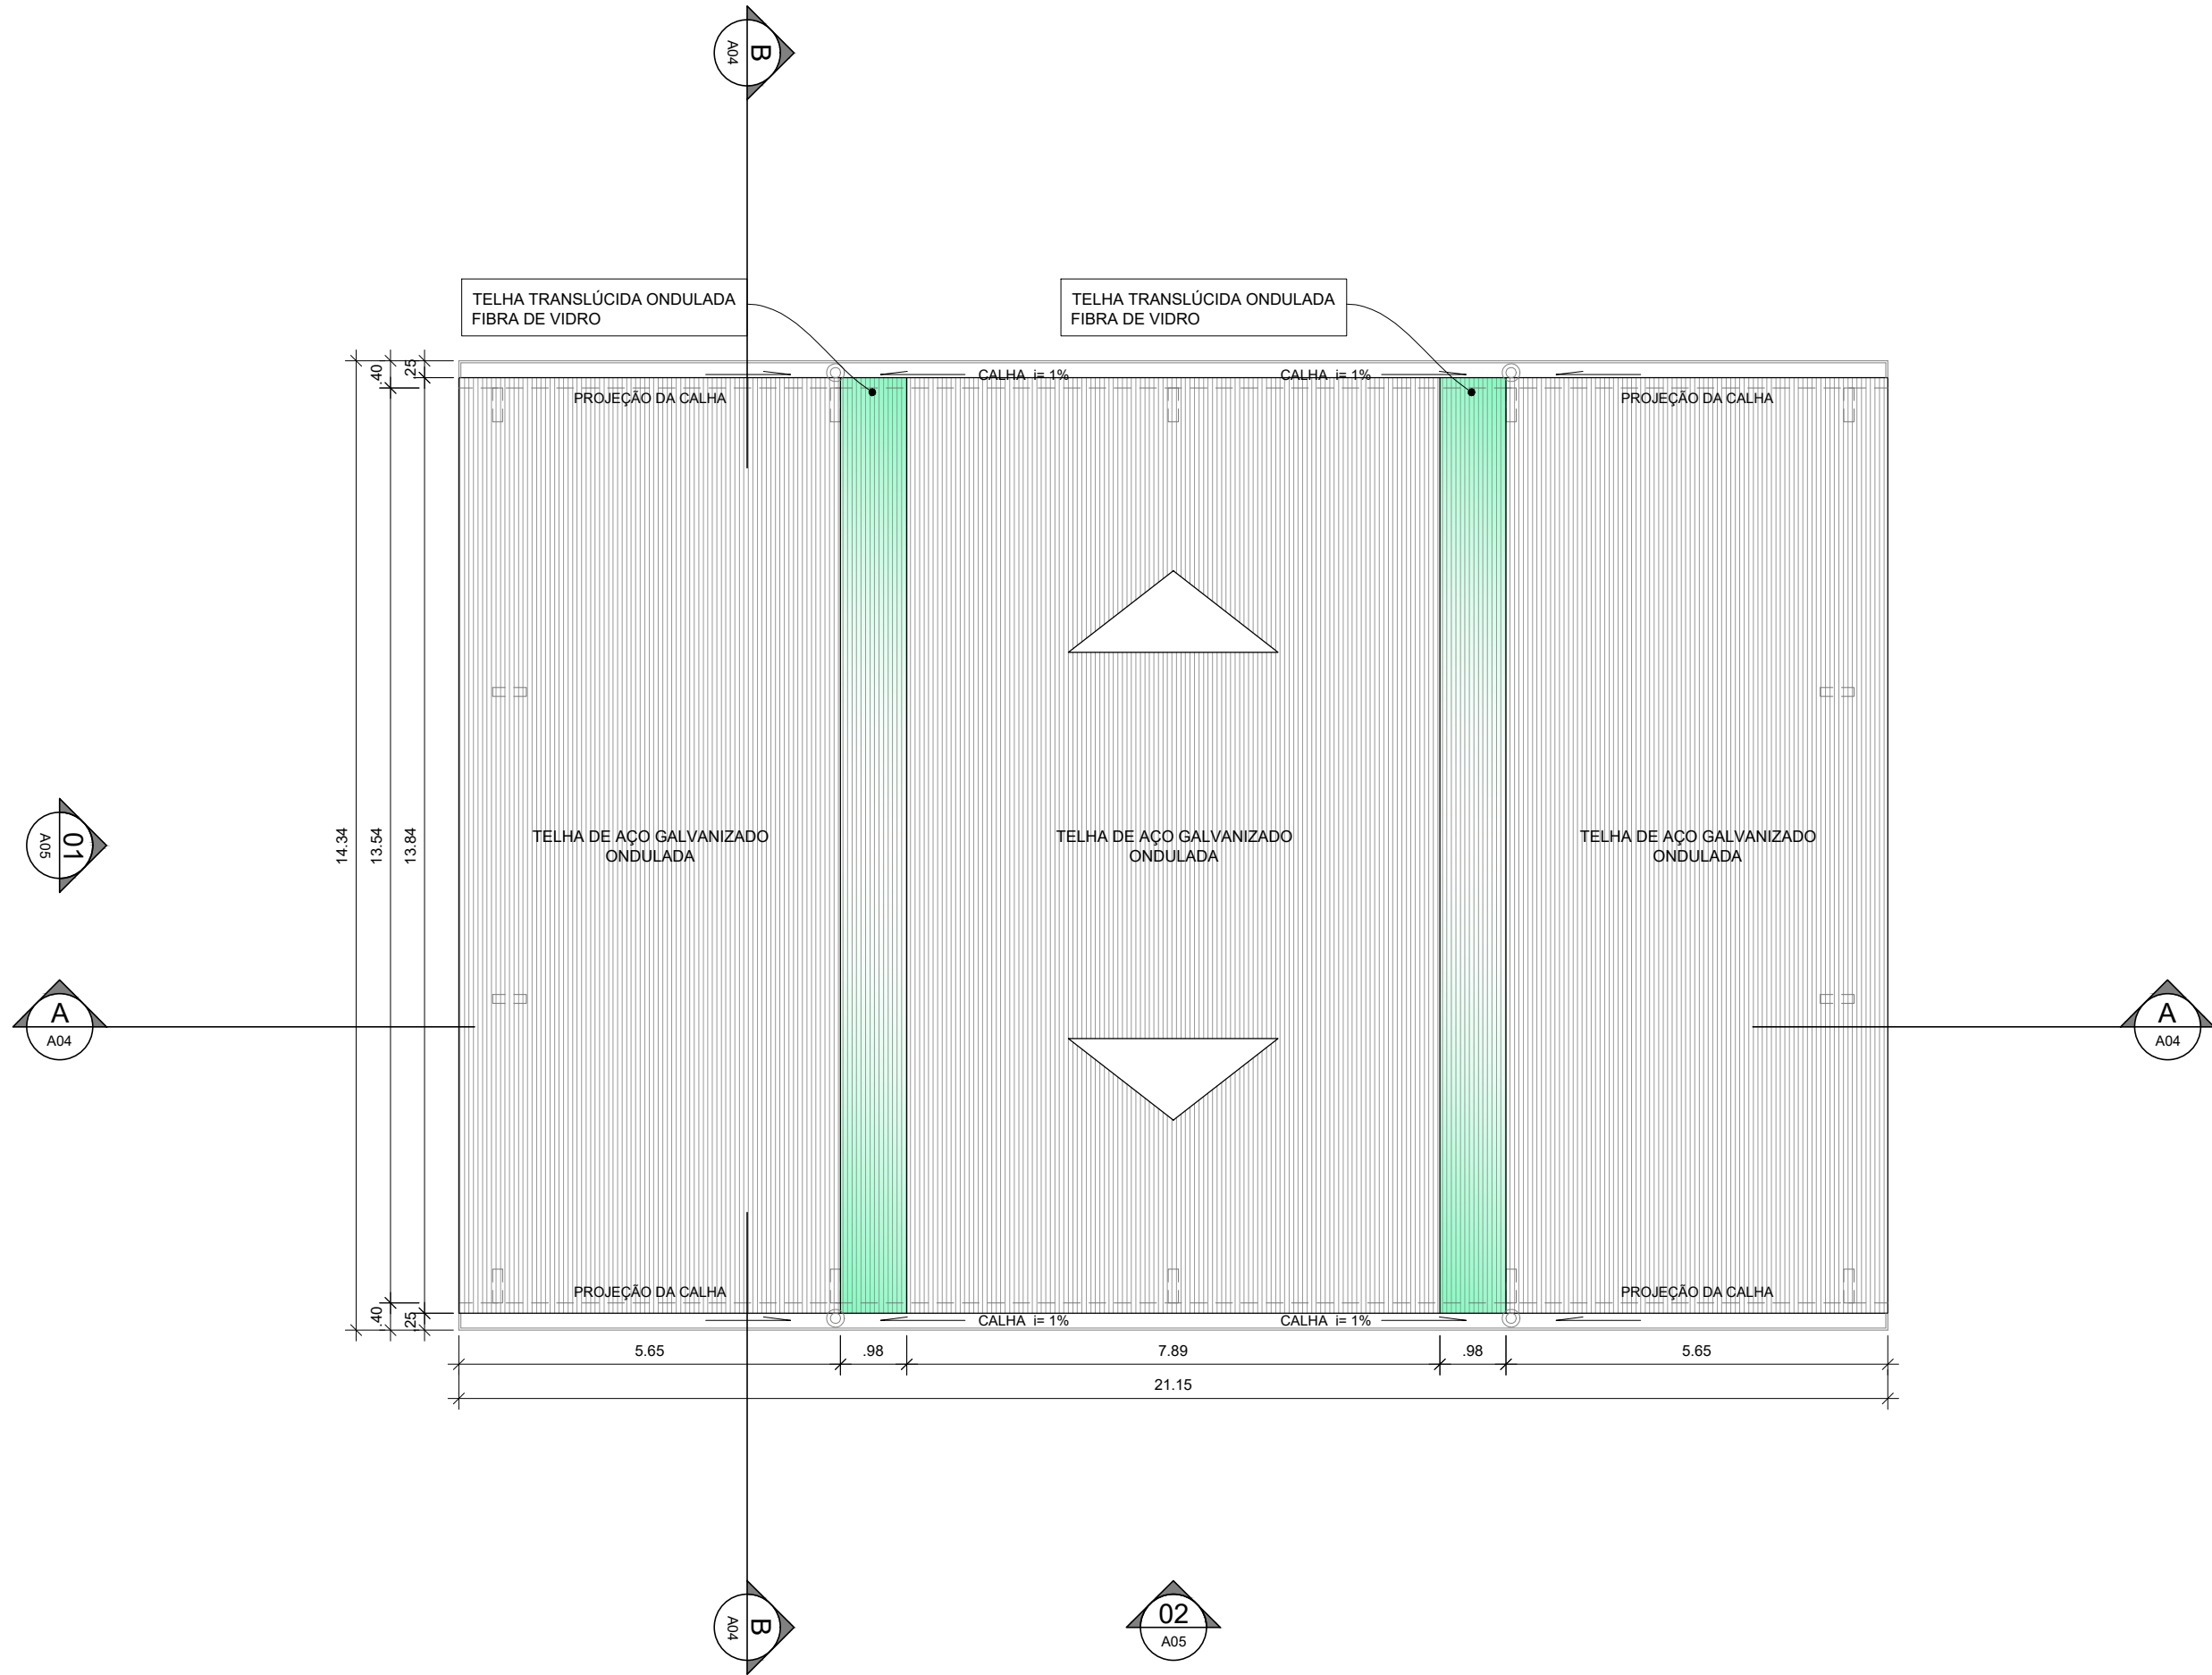 B
A04
TELHA TRANSLÚCIDA ONDULADA
FIBRA DE VIDRO
TELHA TRANSLÚCIDA ONDULADA
FIBRA DE VIDRO
.40
.25
CALHA i= 1%
CALHA i= 1%
PROJEÇÃO DA CALHA
PROJEÇÃO DA CALHA
14.34
13.54
13.84
01
A05
TELHA DE AÇO GALVANIZADO
ONDULADA
TELHA DE AÇO GALVANIZADO
ONDULADA
TELHA DE AÇO GALVANIZADO
ONDULADA
A
A04
A
A04
PROJEÇÃO DA CALHA
PROJEÇÃO DA CALHA
.40
.25
CALHA i= 1%
CALHA i= 1%
5.65
.98
7.89
.98
5.65
21.15
B
A04
02
A05